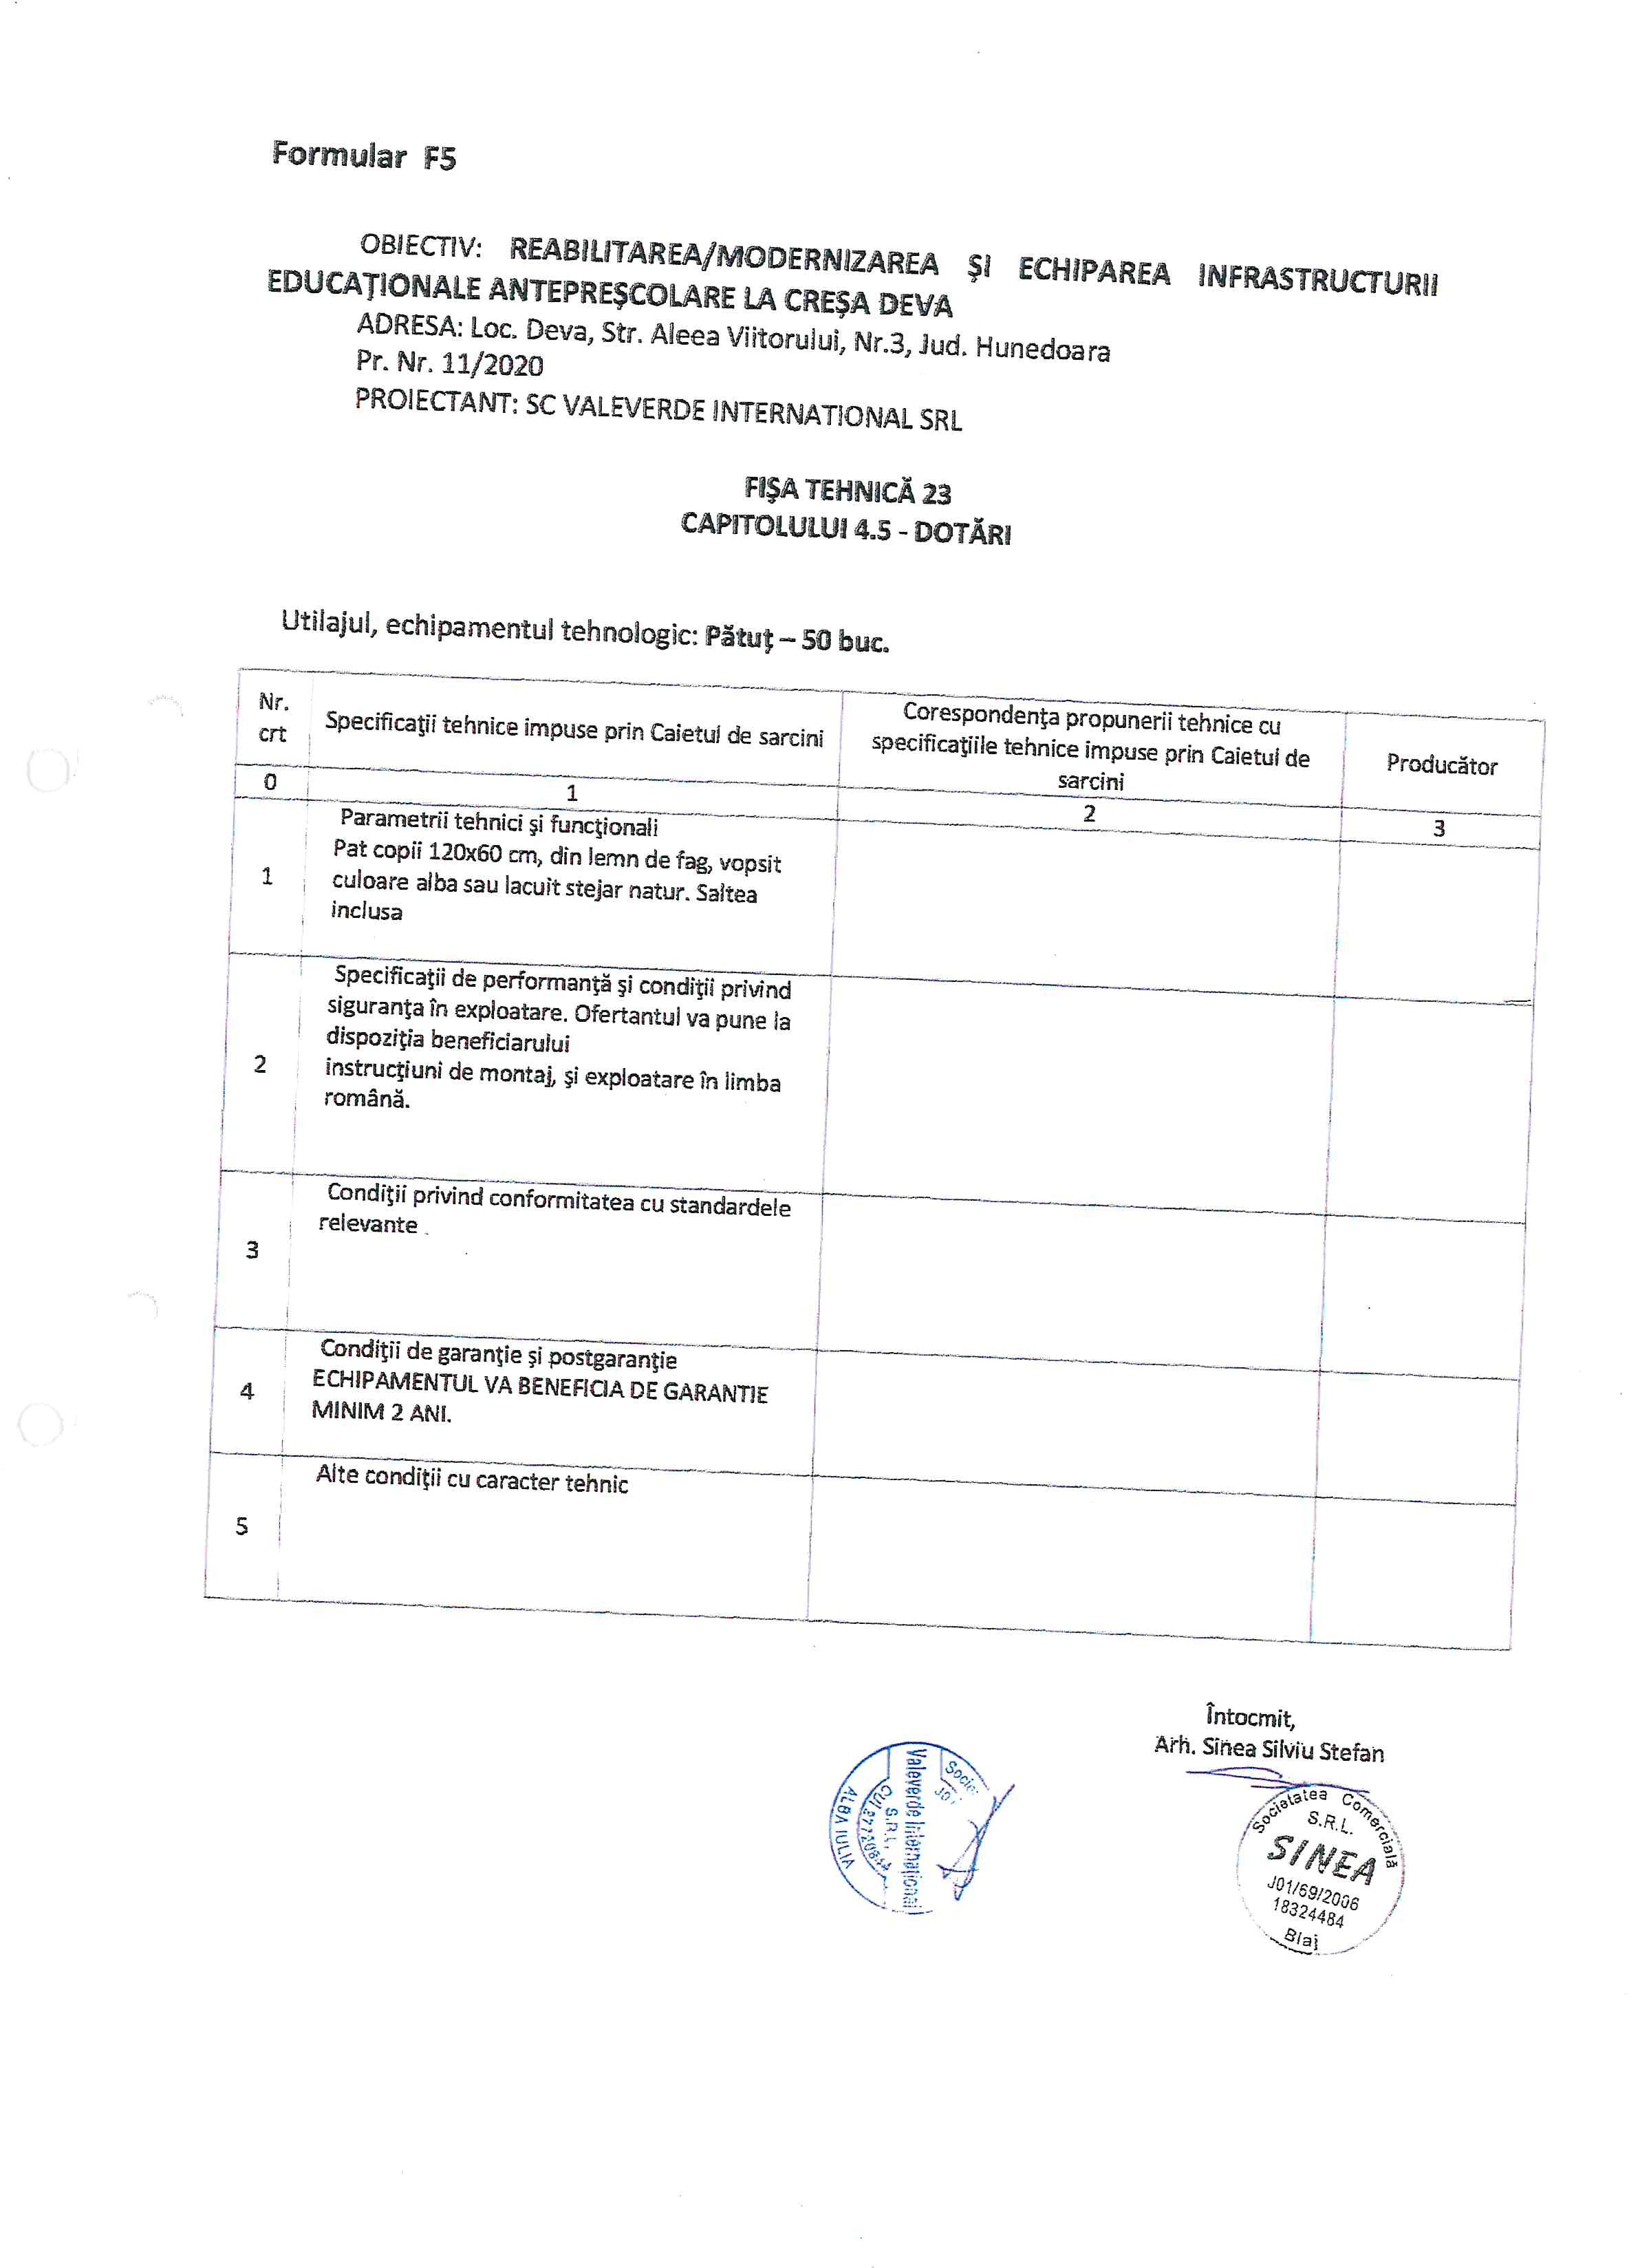 Formular F5
OBIECTIV: REABILITAREA/MODERNIZAREA ŞI ECHIPAREA INFRASTRUCTURII
EDUCAŢIONALE ANTEPREŞCOLARE LA CREŞA DEVA
ADRESA: Loc. Deva, Str. Aleea Viitorului, Nr.3, Jud. Hunedoara
Pr. Nr. 11/2020
PROIECTANT: SC VALEVERDE INTERNATIONAL SRL
FIŞA TEHNICĂ 23
CAPITOLULUI 4.5 - DOTĂRI
Utilajul, echipamentul tehnologic: Pătuţ – 50 buc.
Nr.
crt
Specificaţii tehnice impuse prin Caietul de sarcini
Corespondenţa propunerii tehnice cu
specificaţiile tehnice impuse prin Caietul de
sarcini
Producător
0
1
2
3
1
Parametrii tehnici şi funcţionali
Pat copii 120x60 cm, din lemn de fag, vopsit
culoare alba sau lacuit stejar natur. Saltea
inclusa
2
Specificaţii de performanţă şi condiţii privind
siguranţa în exploatare. Ofertantul va pune la
dispoziţia beneficiarului
instrucţiuni de montaj, şi exploatare în limba
română.
3
Condiţii privind conformitatea cu standardele
relevante .
4
Condiţii de garanţie şi postgaranţie
ECHIPAMENTUL VA BENEFICIA DE GARANTIE
MINIM 2 ANI.
5
Alte condiţii cu caracter tehnic
Întocmit,
Arh. Sinea Silviu Stefan
Valeverde Internaţional
S.R.L.
ALBA IULIA
Societatea Comercială
S.R.L.
SINEA
J01/69/2006
18324484
Blaj